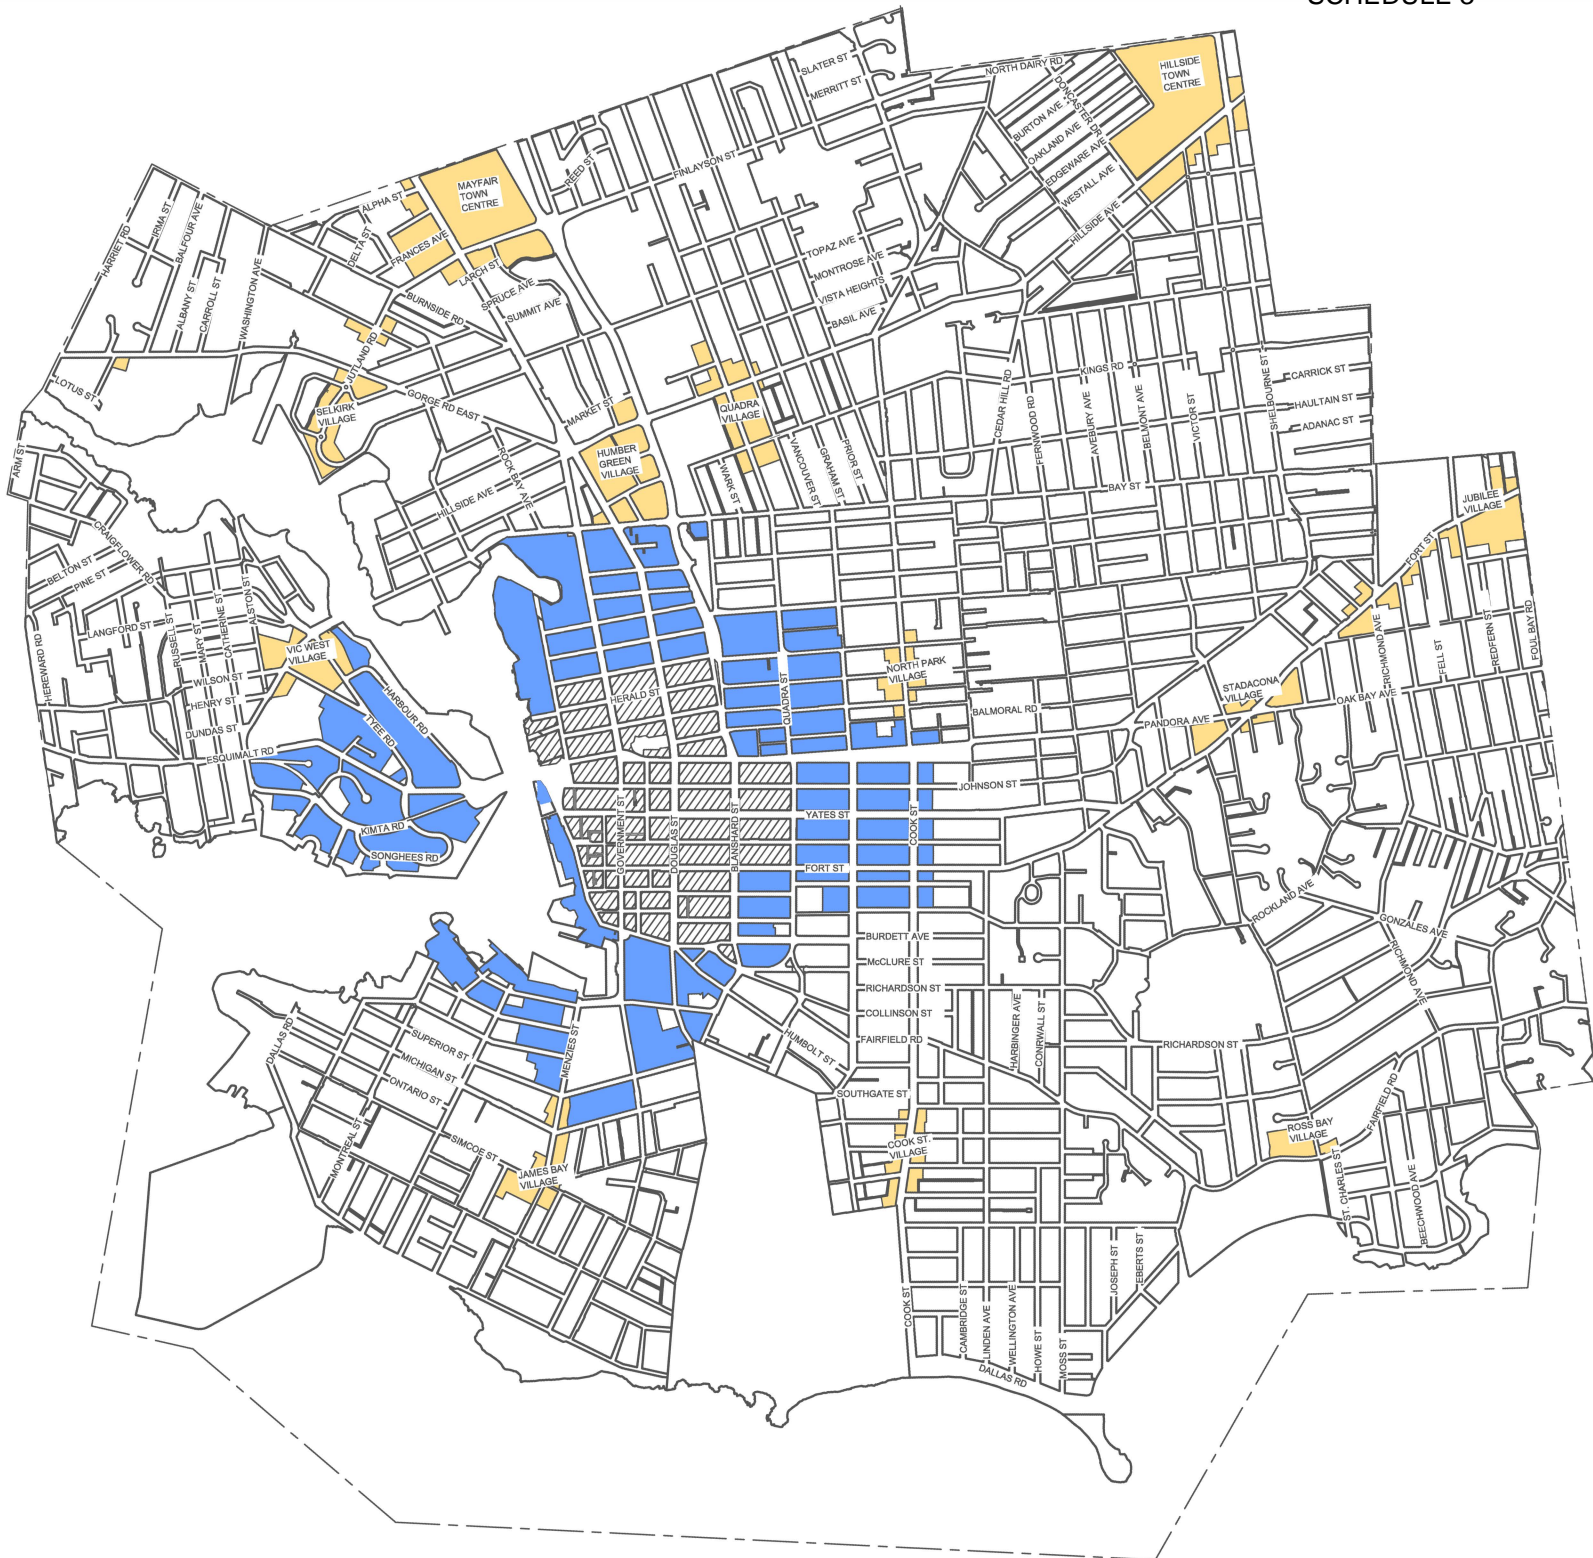 SLATER ST
MERRITT ST
NORTH DAIRY RD
HILLSIDE
TOWN
CENTRE
DONCASTER DR
BURTON AVE
OAKLAND AVE
EDGEWARE AVE
WESTALL AVE
HILLSIDE AVE
FINLAYSON ST
REED ST
MAYFAIR
TOWN
CENTRE
ALPHA ST
DELTA ST
FRANCES AVE
LARCH ST
SPRUCE AVE
SUMMIT AVE
BURNSIDE RD
HARRIET RD
IRMA ST
BALFOUR AVE
ALBANY ST
CARROLL ST
WASHINGTON AVE
TOPAZ AVE
MONTROSE AVE
VISTA HEIGHTS
BASIL AVE
JUTLAND RD
LOTUS ST
SELKIRK
VILLAGE
GORGE RD EAST
MARKET ST
QUADRA
VILLAGE
HUMBER
GREEN
VILLAGE
ROCK BAY AVE
HILLSIDE AVE
WARK ST
VANCOUVER ST
GRAHAM ST
PRIOR ST
CEDAR HILL RD
FERNWOOD RD
KINGS RD
AVEBURY AVE
BELMONT AVE
VICTOR ST
SHELBOURNE ST
CARRICK ST
HAULTAIN ST
ADANAC ST
BAY ST
JUBILEE
VILLAGE
FORT ST
ARM ST
CRAIGFLOWER RD
BELTON ST
PINE ST
LANGFORD ST
RUSSELL ST
MARY ST
CATHERINE ST
ALSTON ST
HEREWARD RD
WILSON ST
HENRY ST
DUNDAS ST
ESQUIMALT RD
VIC WEST
VILLAGE
HARBOUR RD
TYEE RD
KIMTA RD
SONGHEES RD
HERALD ST
QUADRA ST
NORTH PARK
VILLAGE
BALMORAL RD
PANDORA AVE
STADACONA
VILLAGE
OAK BAY AVE
RICHMOND AVE
FELL ST
REDFERN ST
FOUL BAY RD
JOHNSON ST
YATES ST
GOVERNMENT ST
DOUGLAS ST
BLANSHARD ST
COOK ST
FORT ST
ROCKLAND AVE
GONZALES AVE
RICHMOND AVE
BURDETT AVE
McCLURE ST
RICHARDSON ST
COLLINSON ST
FAIRFIELD RD
HARBINGER AVE
CONRWALL ST
RICHARDSON ST
HUMBOLT ST
SOUTHGATE ST
DALLAS RD
SUPERIOR ST
MICHIGAN ST
ONTARIO ST
MENZIES ST
MONTREAL ST
SIMCOE ST
JAMES BAY
VILLAGE
COOK ST.
VILLAGE
ROSS BAY
VILLAGE
FAIRFIELD RD
ST. CHARLES ST
BEECHWOOD AVE
JOSEPH ST
EBERTS ST
COOK ST
CAMBRIDGE ST
LINDEN AVE
WELLINGTON AVE
HOWE ST
MOSS ST
DALLAS RD